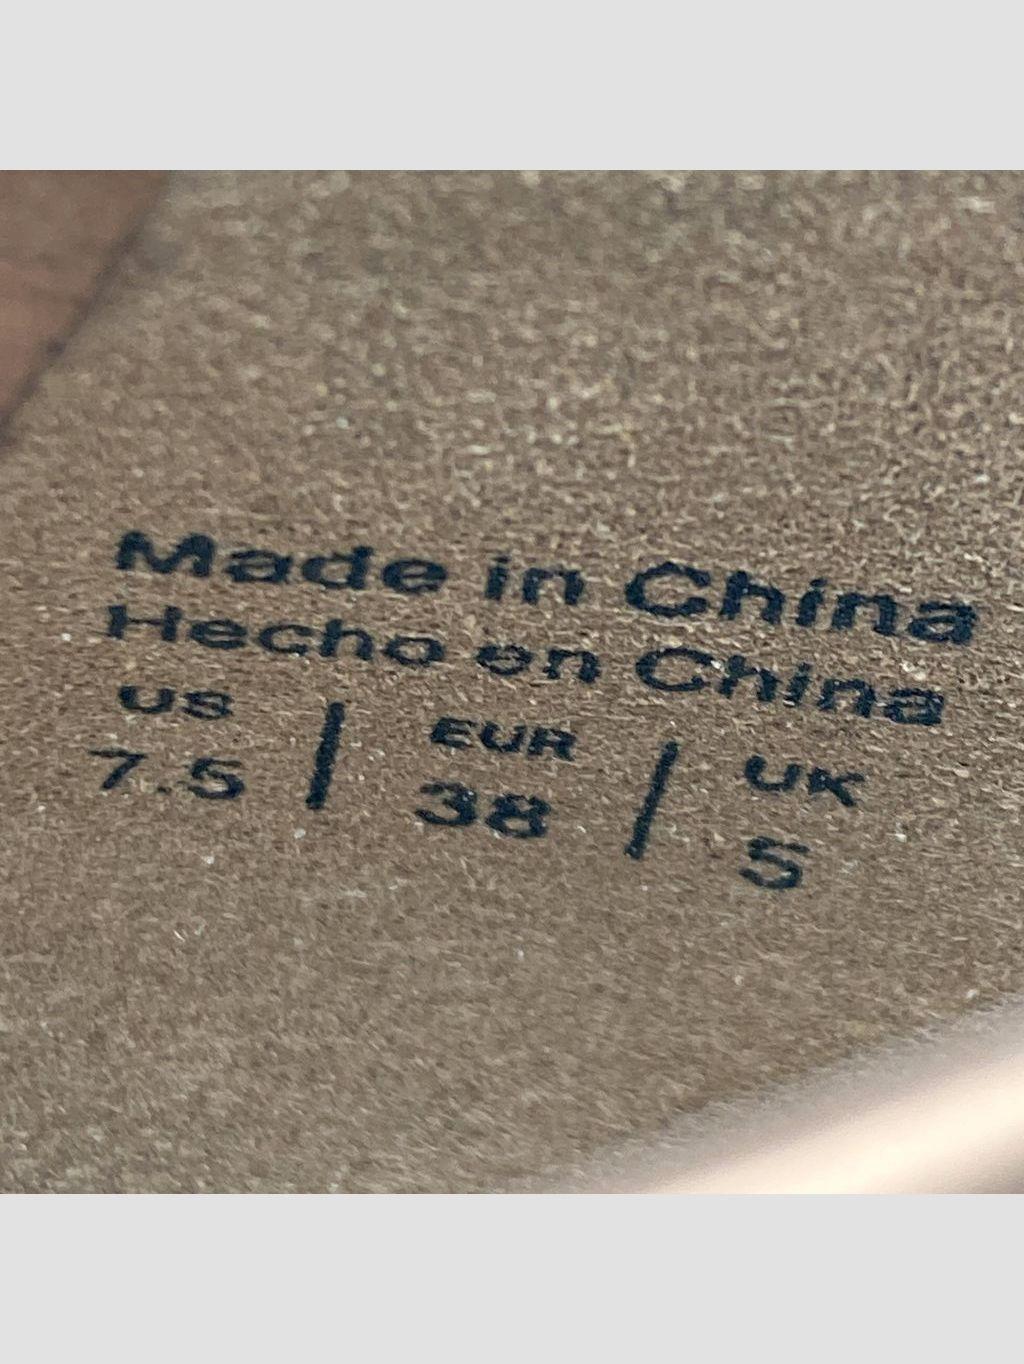 Made in China
Hecho en China
US | EUR | UK
7.5 | 38 | 5